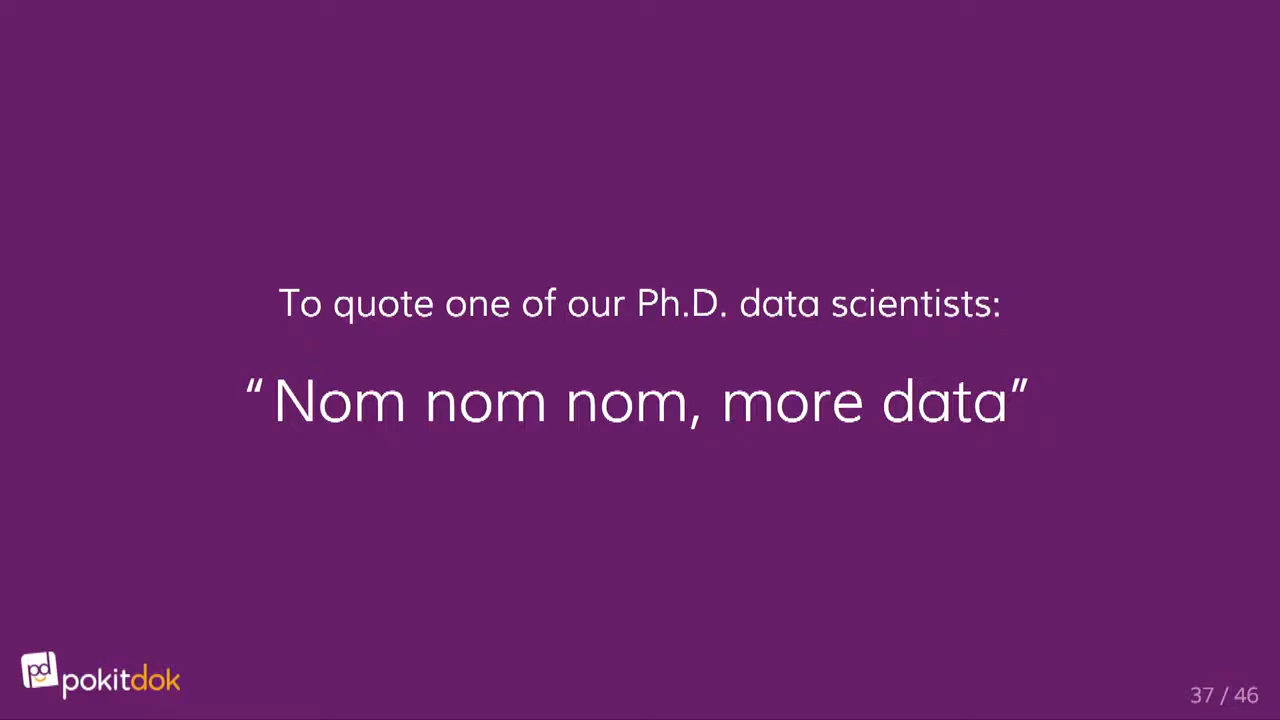 To quote one of our Ph.D. data scientists:
“Nom nom nom, more data”
pd pokitdok
37 / 46